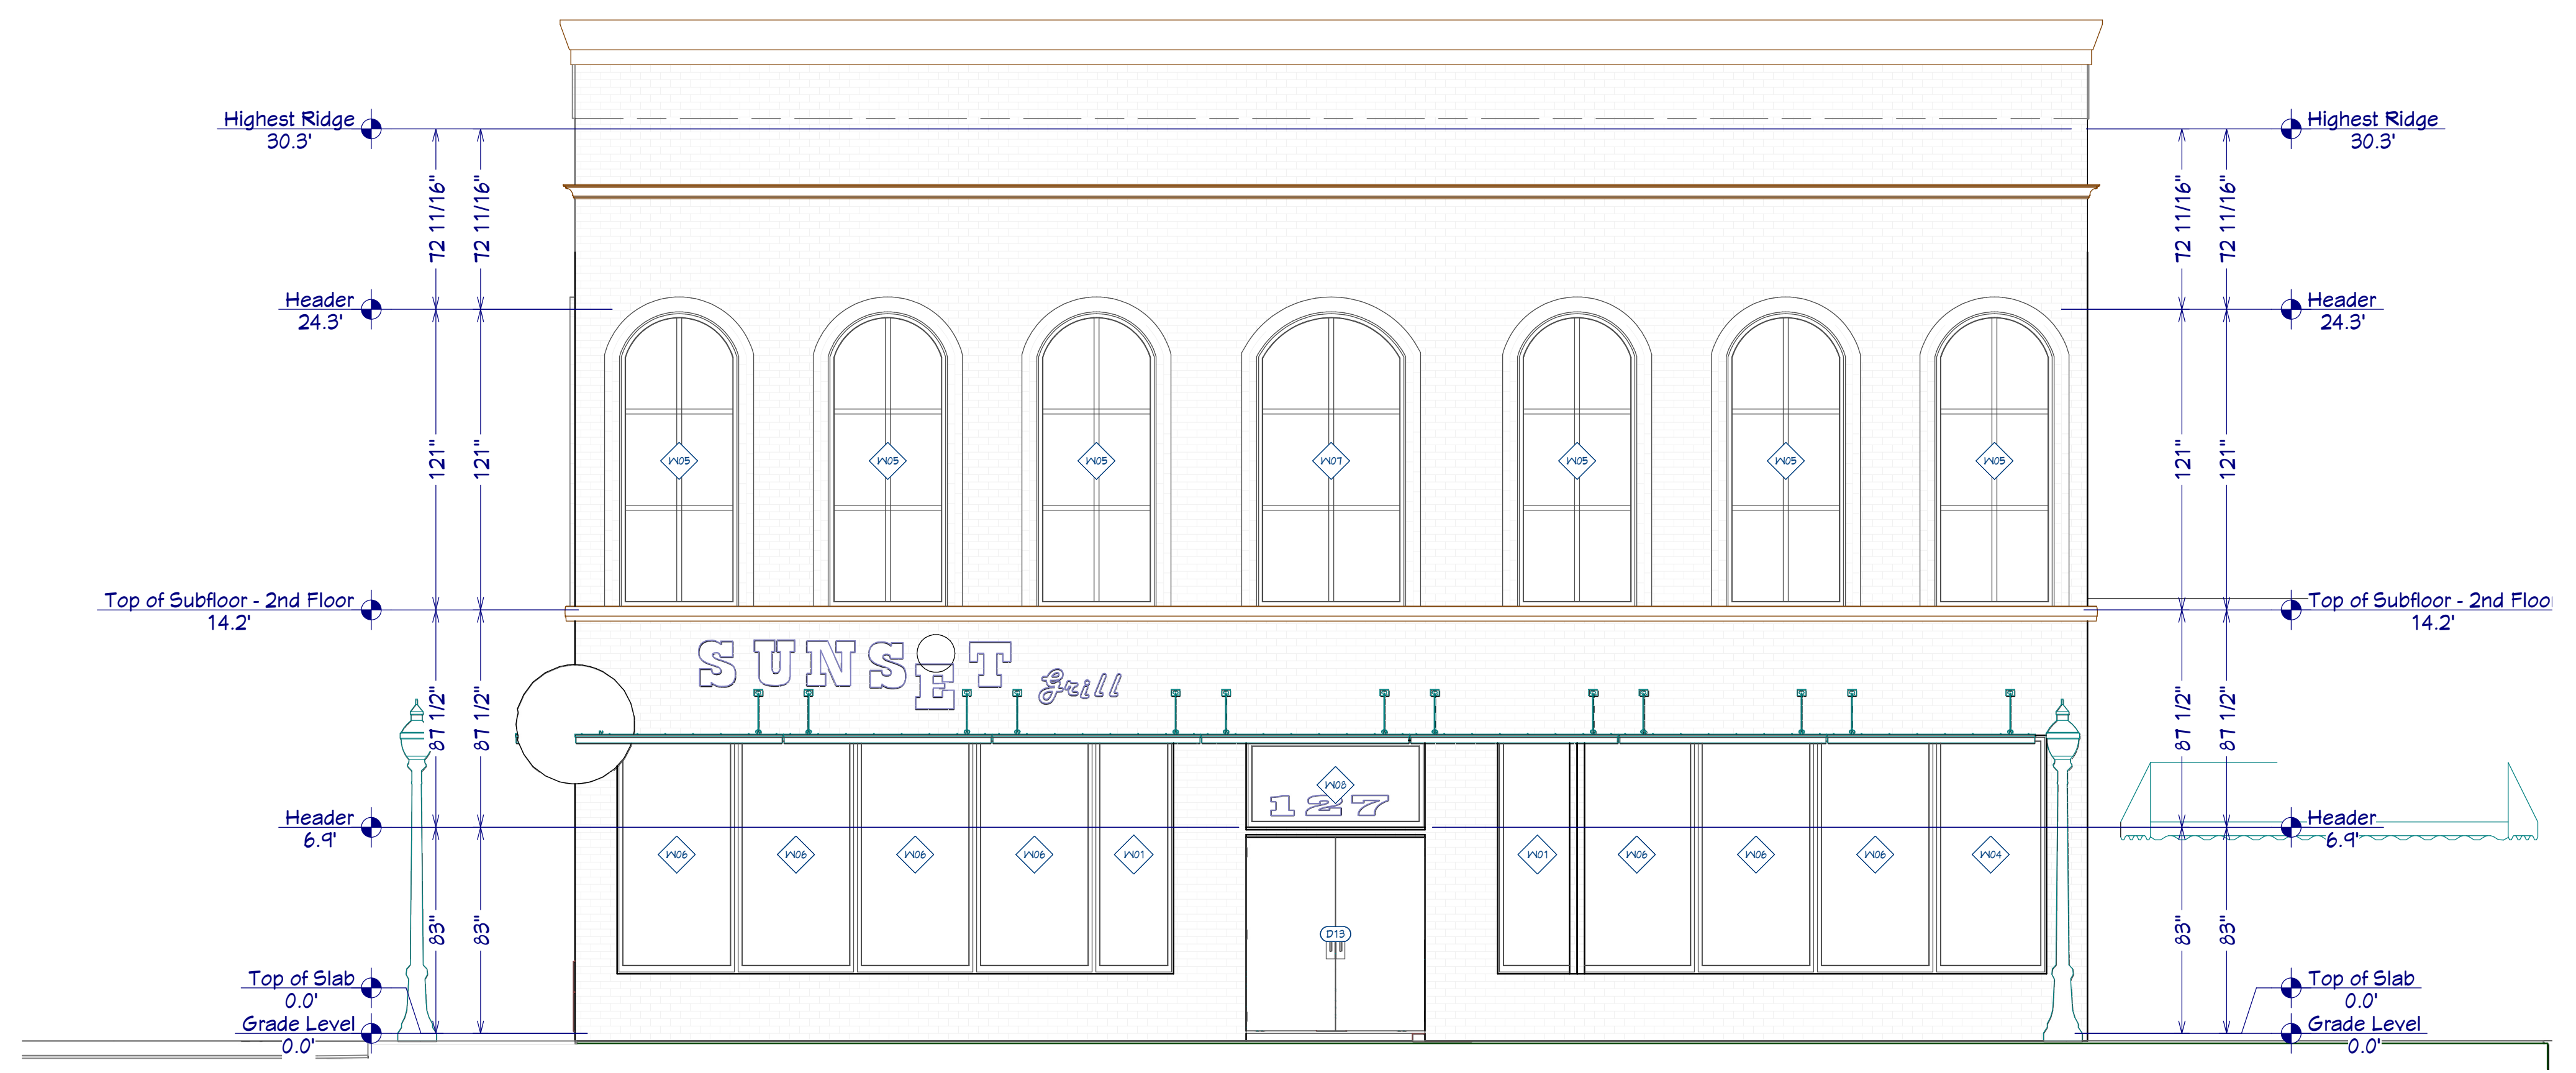 Highest Ridge
30.3'
Highest Ridge
30.3'
72 11/16"
72 11/16"
72 11/16"
72 11/16"
Header
24.3'
Header
24.3'
121"
121"
W05
W05
W05
W07
W05
W05
W05
121"
121"
Top of Subfloor - 2nd Floor
14.2'
Top of Subfloor - 2nd Floo
14.2'
SUNSET Grill
87 1/2"
87 1/2"
87 1/2"
87 1/2"
W08
127
Header
6.9'
Header
6.9'
W06
W06
W06
W06
W01
W01
W06
W06
W06
W04
83"
83"
D13
83"
83"
Top of Slab
0.0'
Top of Slab
0.0'
Grade Level
0.0'
Grade Level
0.0'